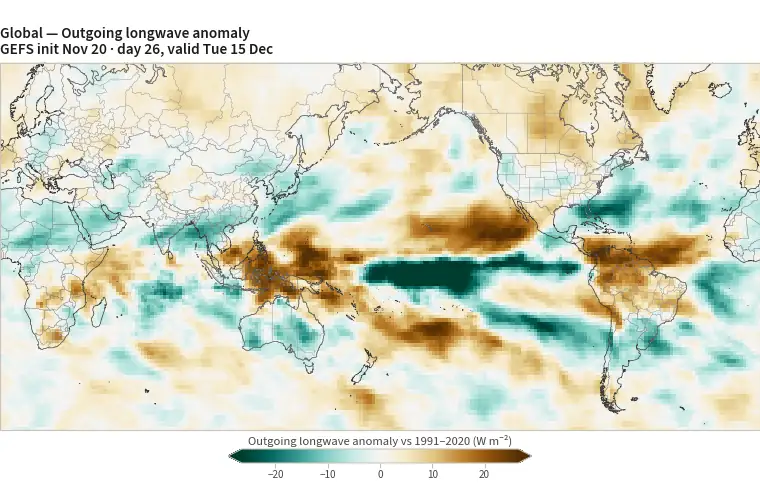 Global — Outgoing longwave anomaly
GEFS init Nov 20 · day 26, valid Tue 15 Dec
Outgoing longwave anomaly vs 1991–2020 (W m⁻²)
−20 −10 0 10 20